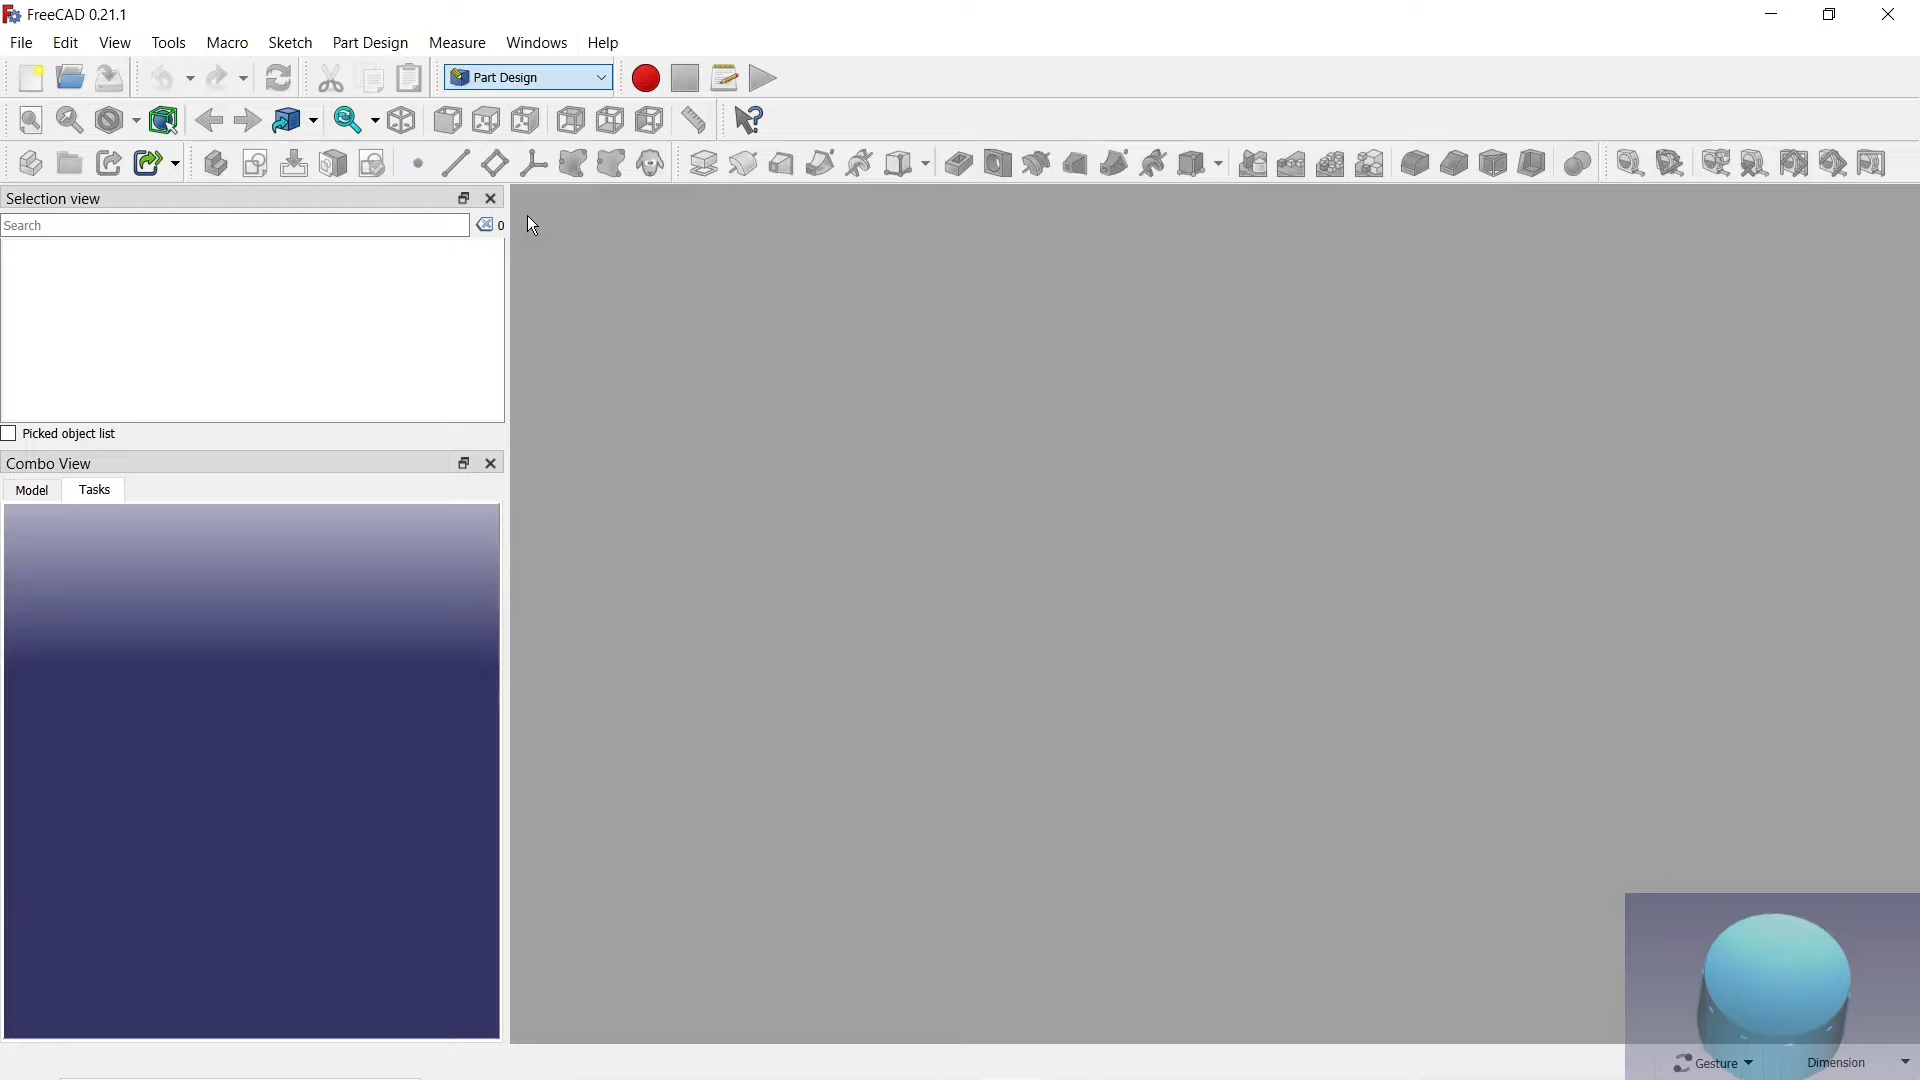 FreeCAD 0.21.1
File Edit View Tools Macro Sketch Part Design Measure Windows Help
Part Design
Selection view
Search
0
Picked object list
Combo View
Model Tasks
Gesture Dimension